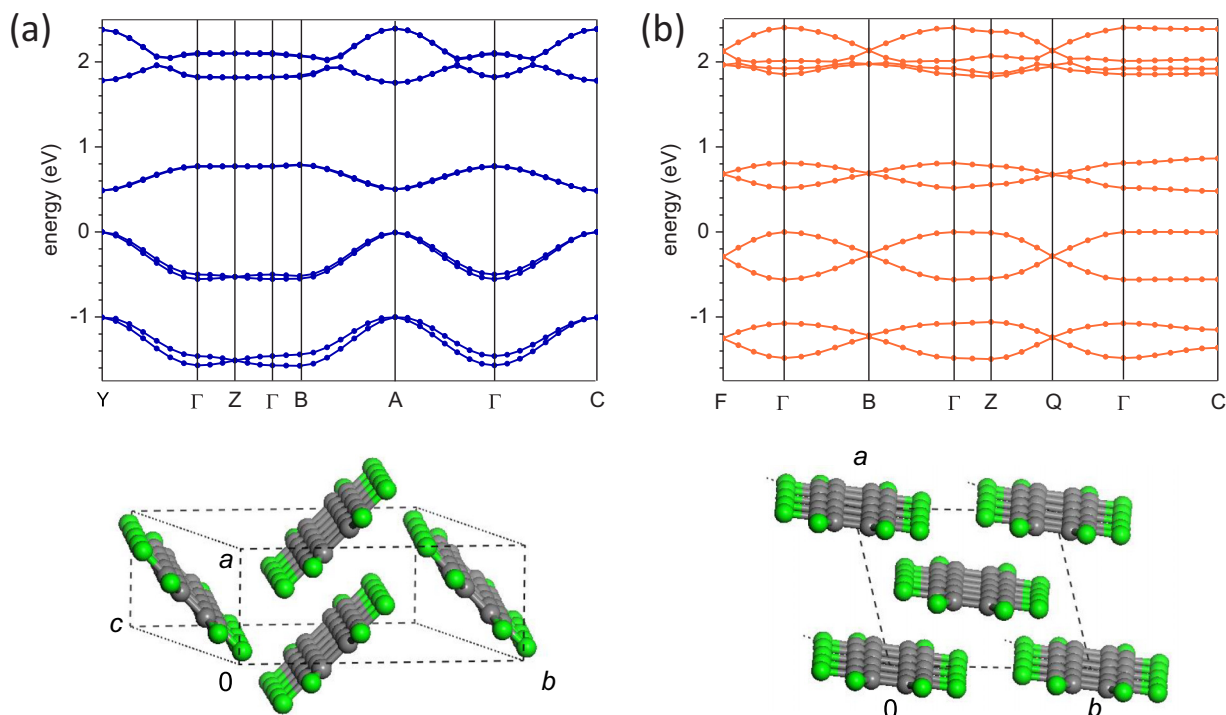 (a)
2
1
0
-1
energy (eV)
Y Γ Z Γ B A Γ C
(b)
2
1
0
-1
energy (eV)
F Γ B Γ Z Q Γ C
a
c
0
b
a
0
b